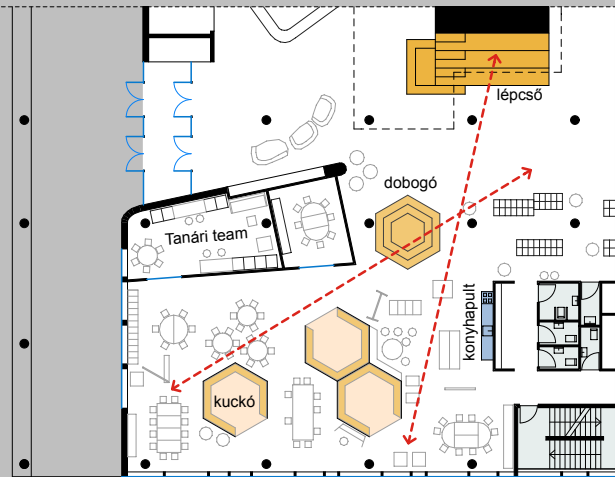 lépcső
dobogó
Tanári team
konyhapult
kuckó